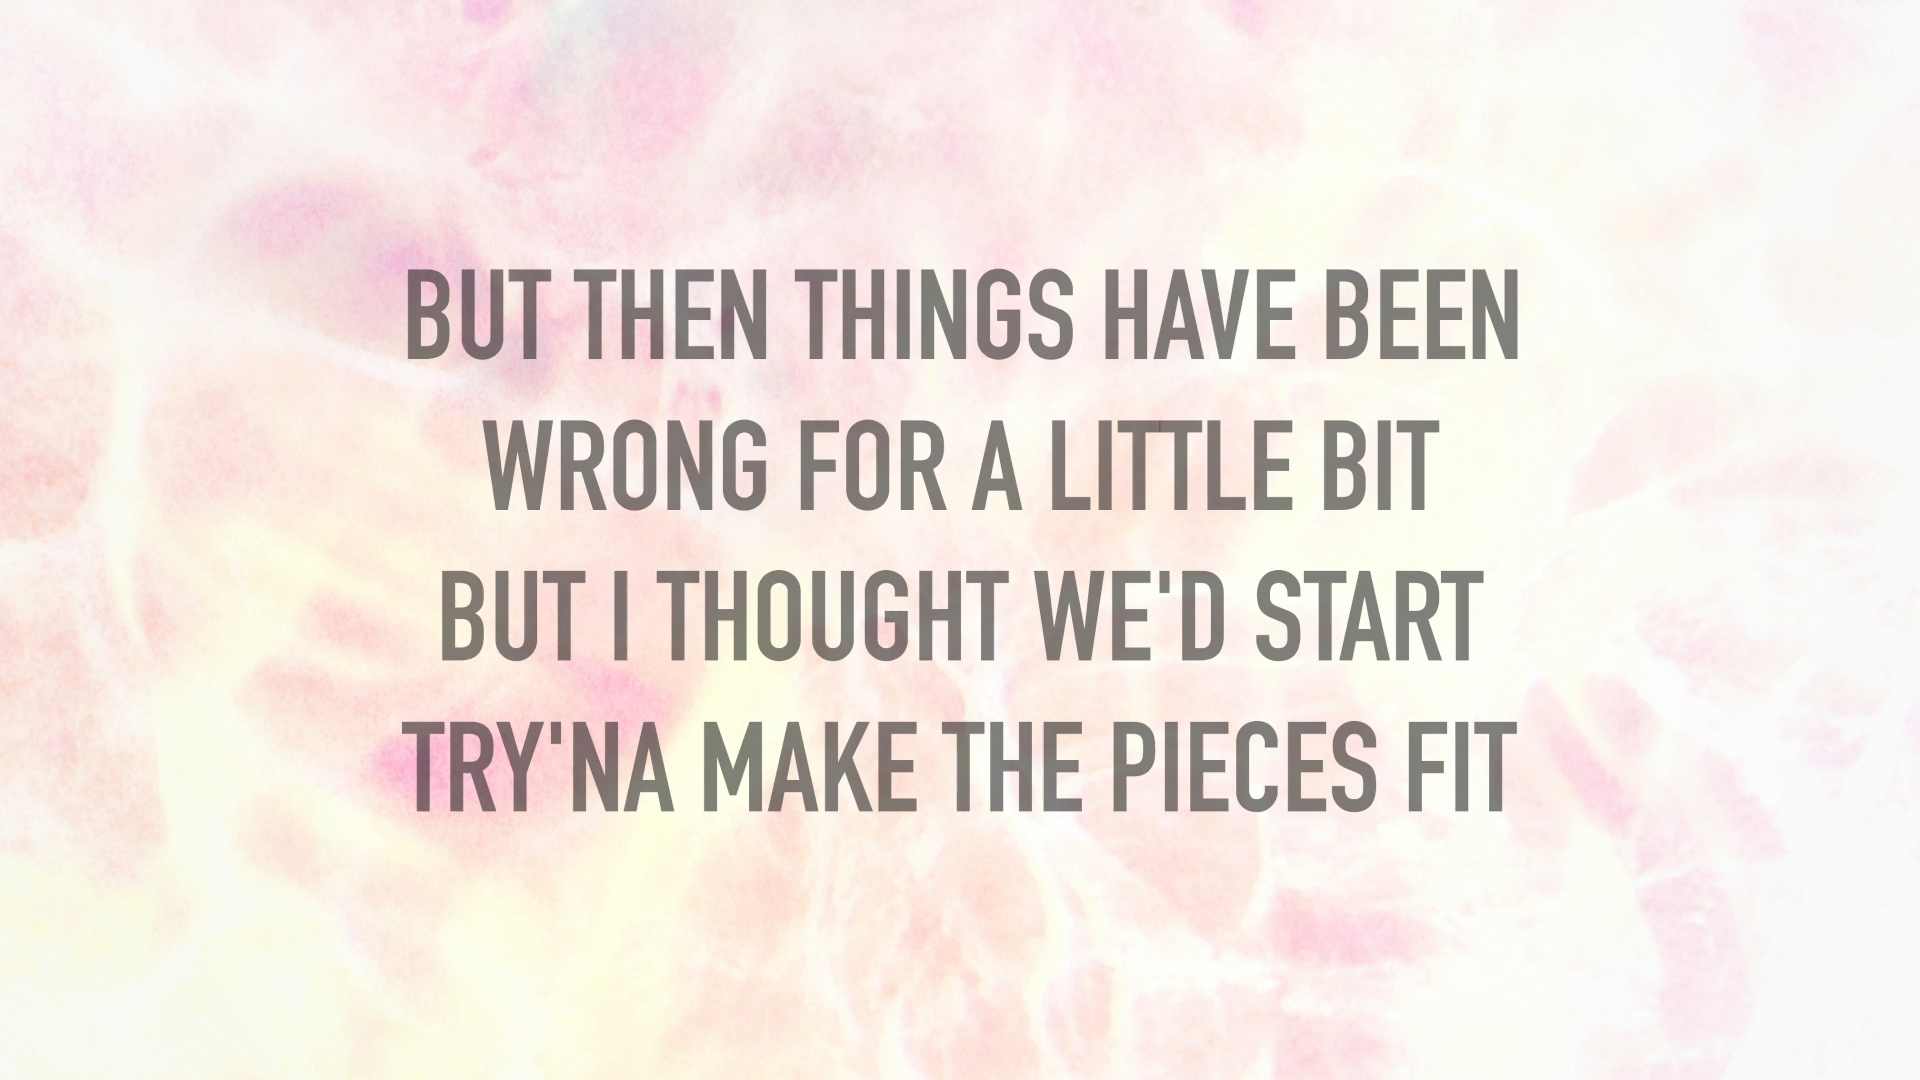 BUT THEN THINGS HAVE BEEN
WRONG FOR A LITTLE BIT
BUT I THOUGHT WE'D START
TRY'NA MAKE THE PIECES FIT